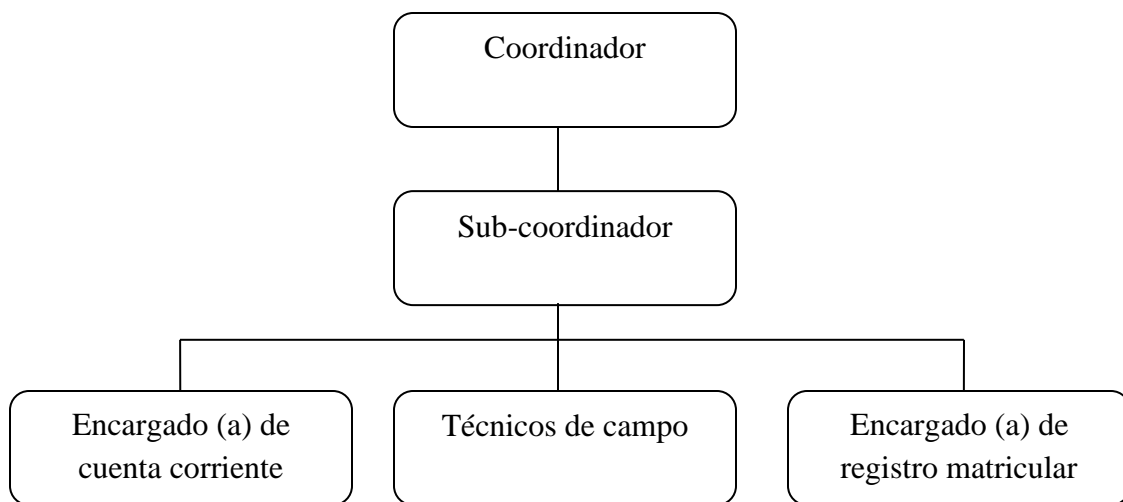 Coordinador
Sub-coordinador
Encargado (a) de
cuenta corriente
Técnicos de campo
Encargado (a) de
registro matricular